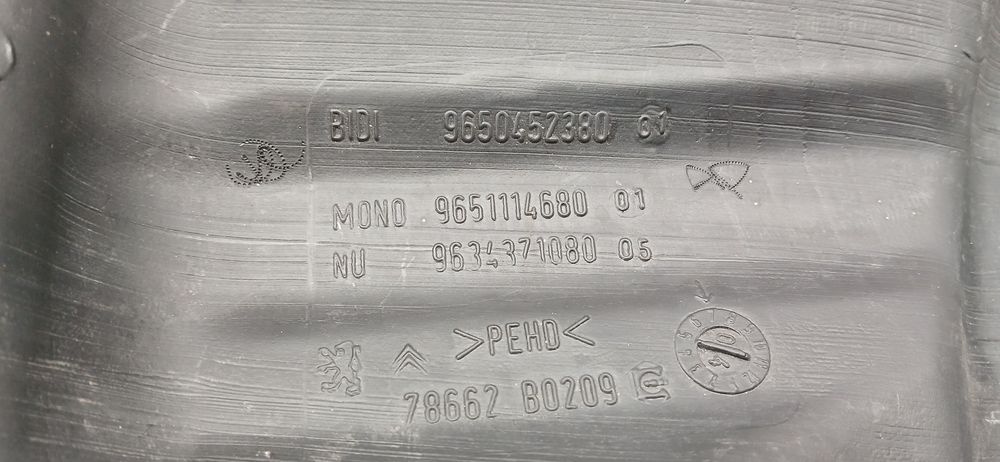 BIDI 9650452380 01
MONO 9651114680 01
NU 9634371080 05
>PEHD<
78662 B0209